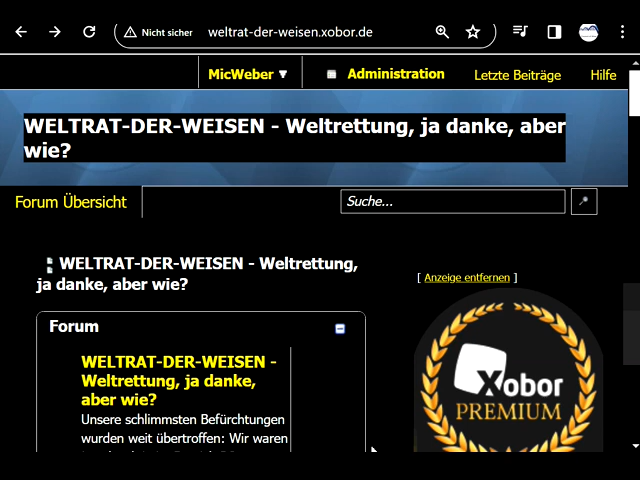 Nicht sicher weltrat-der-weisen.xobor.de
MicWeber Administration Letzte Beiträge Hilfe
WELTRAT-DER-WEISEN - Weltrettung, ja danke, aber
wie?
Forum Übersicht
Suche...
WELTRAT-DER-WEISEN - Weltrettung,
ja danke, aber wie?
[ Anzeige entfernen ]
Forum
WELTRAT-DER-WEISEN -
Weltrettung, ja danke,
aber wie?
Unsere schlimmsten Befürchtungen
wurden weit übertroffen: Wir waren
Xobor
PREMIUM